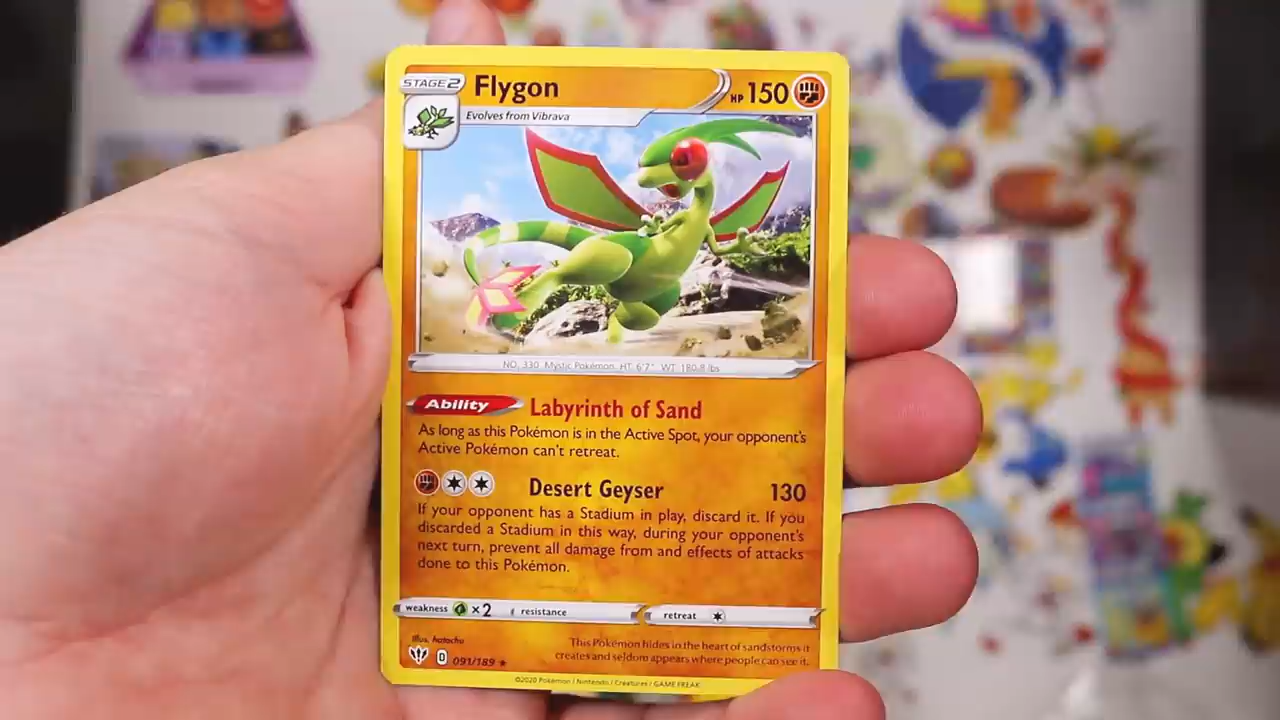 STAGE2
Flygon
HP 150
Evolves from Vibrava
NO. 330 Mystic Pokémon HT: 6'7" WT: 180.8 lbs
Ability Labyrinth of Sand
As long as this Pokémon is in the Active Spot, your opponent's
Active Pokémon can't retreat.
Desert Geyser 130
If your opponent has a Stadium in play, discard it. If you
discarded a Stadium in this way, during your opponent's
next turn, prevent all damage from and effects of attacks
done to this Pokémon.
weakness ×2 resistance retreat
Illus. hatachu
D 091/189 ★
This Pokémon hides in the heart of sandstorms it
creates and seldom appears where people can see it.
©2020 Pokémon / Nintendo / Creatures / GAME FREAK